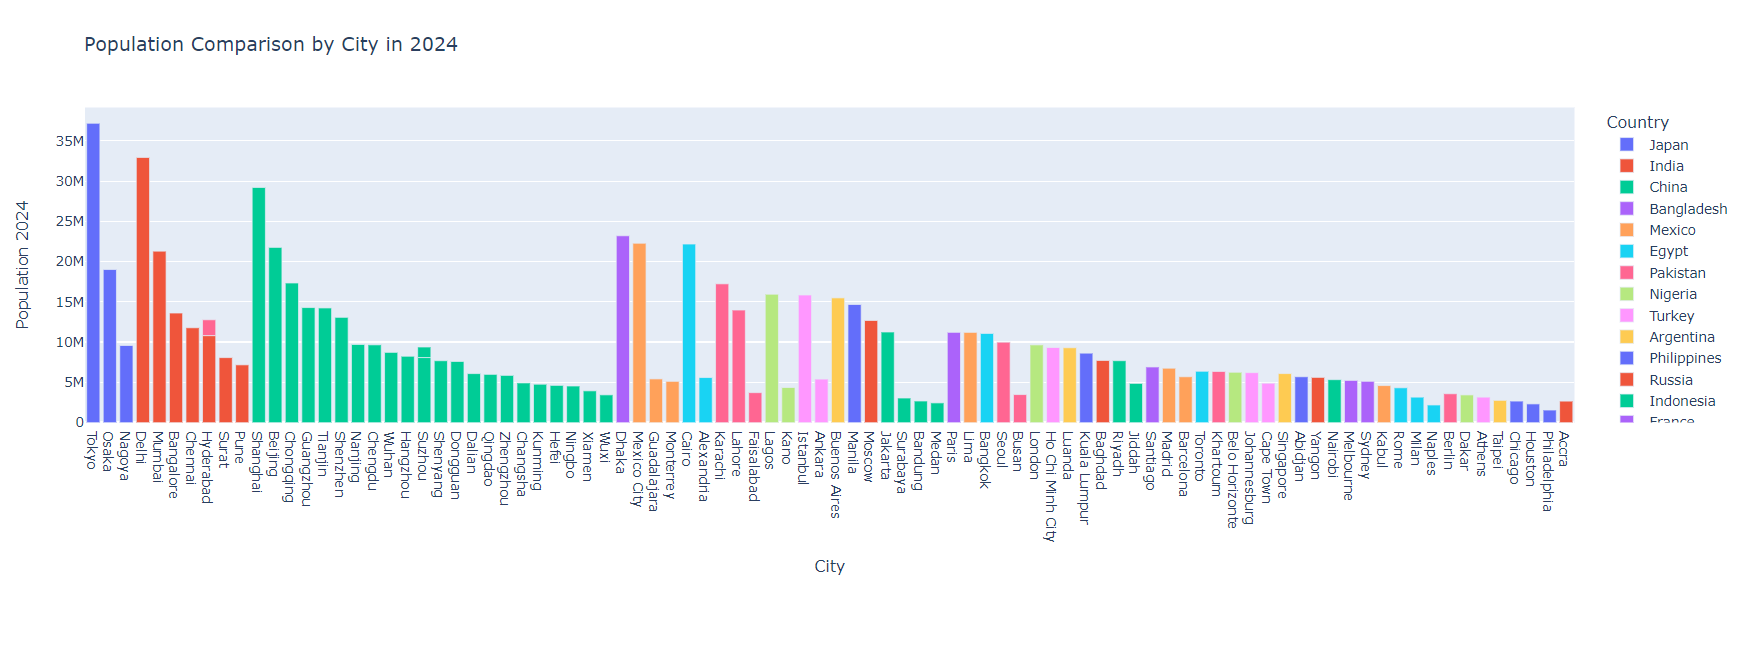 Population Comparison by City in 2024
Population 2024
35M
30M
25M
20M
15M
10M
5M
0
Tokyo
Osaka
Nagoya
Delhi
Mumbai
Bangalore
Chennai
Hyderabad
Surat
Pune
Shanghai
Beijing
Chongqing
Guangzhou
Tianjin
Shenzhen
Nanjing
Chengdu
Wuhan
Hangzhou
Suzhou
Shenyang
Dongguan
Dalian
Qingdao
Zhengzhou
Changsha
Kunming
Hefei
Ningbo
Xiamen
Wuxi
Dhaka
Mexico City
Guadalajara
Monterrey
Cairo
Alexandria
Karachi
Lahore
Faisalabad
Lagos
Kano
Istanbul
Ankara
Buenos Aires
Manila
Moscow
Jakarta
Surabaya
Bandung
Medan
Paris
Lima
Bangkok
Seoul
Busan
London
Ho Chi Minh City
Luanda
Kuala Lumpur
Baghdad
Riyadh
Jiddah
Santiago
Madrid
Barcelona
Toronto
Khartoum
Belo Horizonte
Johannesburg
Cape Town
Singapore
Abidjan
Yangon
Nairobi
Melbourne
Sydney
Kabul
Rome
Milan
Naples
Berlin
Dakar
Athens
Taipei
Chicago
Houston
Philadelphia
Accra
City
Country
Japan
India
China
Bangladesh
Mexico
Egypt
Pakistan
Nigeria
Turkey
Argentina
Philippines
Russia
Indonesia
France